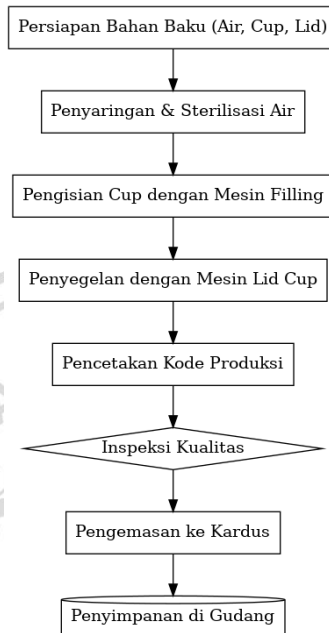 Persiapan Bahan Baku (Air, Cup, Lid)
Penyaringan & Sterilisasi Air
Pengisian Cup dengan Mesin Filling
Penyegelan dengan Mesin Lid Cup
Pencetakan Kode Produksi
Inspeksi Kualitas
Pengemasan ke Kardus
Penyimpanan di Gudang